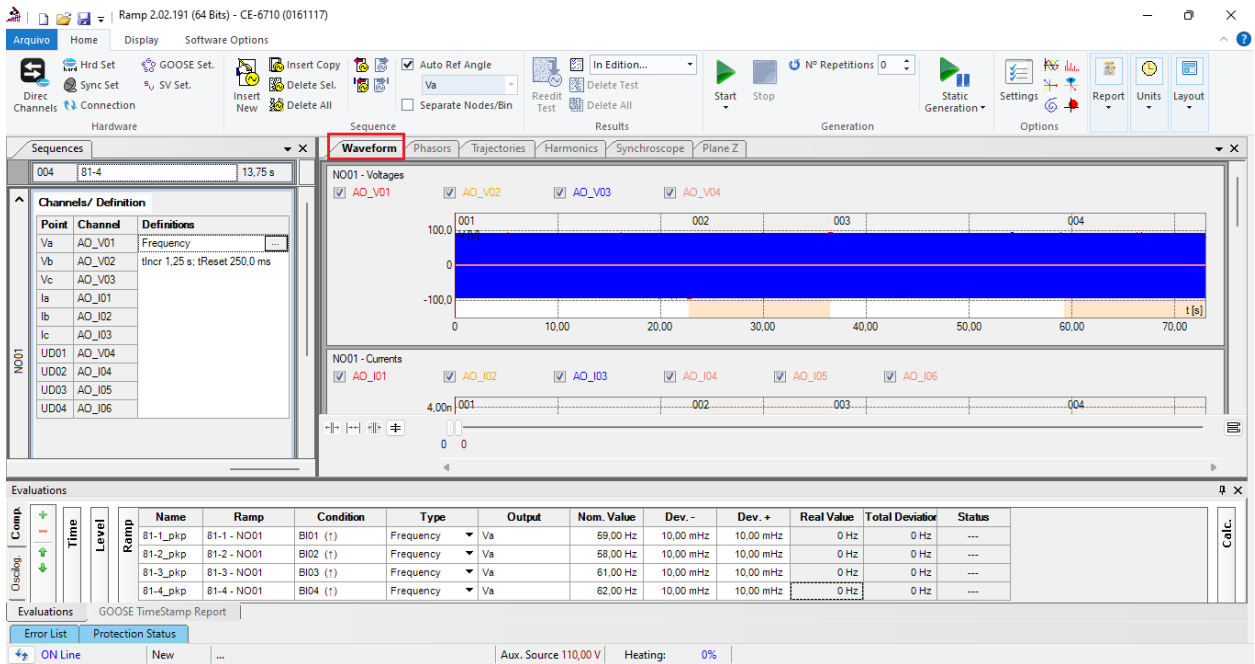 Ramp 2.02.191 (64 Bits) - CE-6710 (0161117)
Arquivo Home Display Software Options
Direc Channels Hrd Set Sync Set Connection GOOSE Set. SV Set.
Hardware
Insert New Insert Copy Delete Sel. Delete All Auto Ref Angle Va Separate Nodes/Bin
Sequence
Reedit Test In Edition... Delete Test Delete All
Results
Start Stop Nº Repetitions 0 Static Generation
Generation
Settings
Options
Report Units Layout
Sequences
004 81-4 13,75 s
NO01
Channels/ Definition
Point Channel Definitions
Va AO_V01 Frequency ...
Vb AO_V02 tIncr 1,25 s; tReset 250,0 ms
Vc AO_V03
Ia AO_I01
Ib AO_I02
Ic AO_I03
UD01 AO_V04
UD02 AO_I04
UD03 AO_I05
UD04 AO_I06
Waveform Phasors Trajectories Harmonics Synchroscope Plane Z
NO01 - Voltages
AO_V01 AO_V02 AO_V03 AO_V04
001 002 003 004
100,0
0
-100,0
t [s]
0 10,00 20,00 30,00 40,00 50,00 60,00 70,00
NO01 - Currents
AO_I01 AO_I02 AO_I03 AO_I04 AO_I05 AO_I06
4,00n 001 002 003 004
0 0
Evaluations
Comp. Oscilog. Time Level Ramp Calc.
Name Ramp Condition Type Output Nom. Value Dev. - Dev. + Real Value Total Deviation Status
81-1_pkp 81-1 - NO01 BI01 (↑) Frequency Va 59,00 Hz 10,00 mHz 10,00 mHz 0 Hz 0 Hz ---
81-2_pkp 81-2 - NO01 BI02 (↑) Frequency Va 58,00 Hz 10,00 mHz 10,00 mHz 0 Hz 0 Hz ---
81-3_pkp 81-3 - NO01 BI03 (↑) Frequency Va 61,00 Hz 10,00 mHz 10,00 mHz 0 Hz 0 Hz ---
81-4_pkp 81-4 - NO01 BI04 (↑) Frequency Va 62,00 Hz 10,00 mHz 10,00 mHz 0 Hz 0 Hz ---
Evaluations GOOSE TimeStamp Report
Error List Protection Status
ON Line New ... Aux. Source 110,00 V Heating: 0%